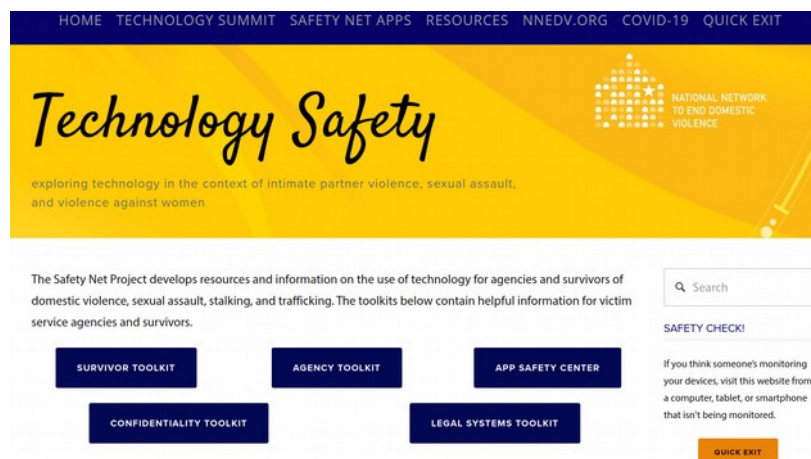 HOME TECHNOLOGY SUMMIT SAFETY NET APPS RESOURCES NNEDV.ORG COVID-19 QUICK EXIT
Technology Safety
NATIONAL NETWORK
TO END DOMESTIC
VIOLENCE
exploring technology in the context of intimate partner violence, sexual assault,
and violence against women
The Safety Net Project develops resources and information on the use of technology for agencies and survivors of
domestic violence, sexual assault, stalking, and trafficking. The toolkits below contain helpful information for victim
service agencies and survivors.
SURVIVOR TOOLKIT
AGENCY TOOLKIT
APP SAFETY CENTER
CONFIDENTIALITY TOOLKIT
LEGAL SYSTEMS TOOLKIT
Search
SAFETY CHECK!
If you think someone's monitoring
your devices, visit this website from
a computer, tablet, or smartphone
that isn't being monitored.
QUICK EXIT